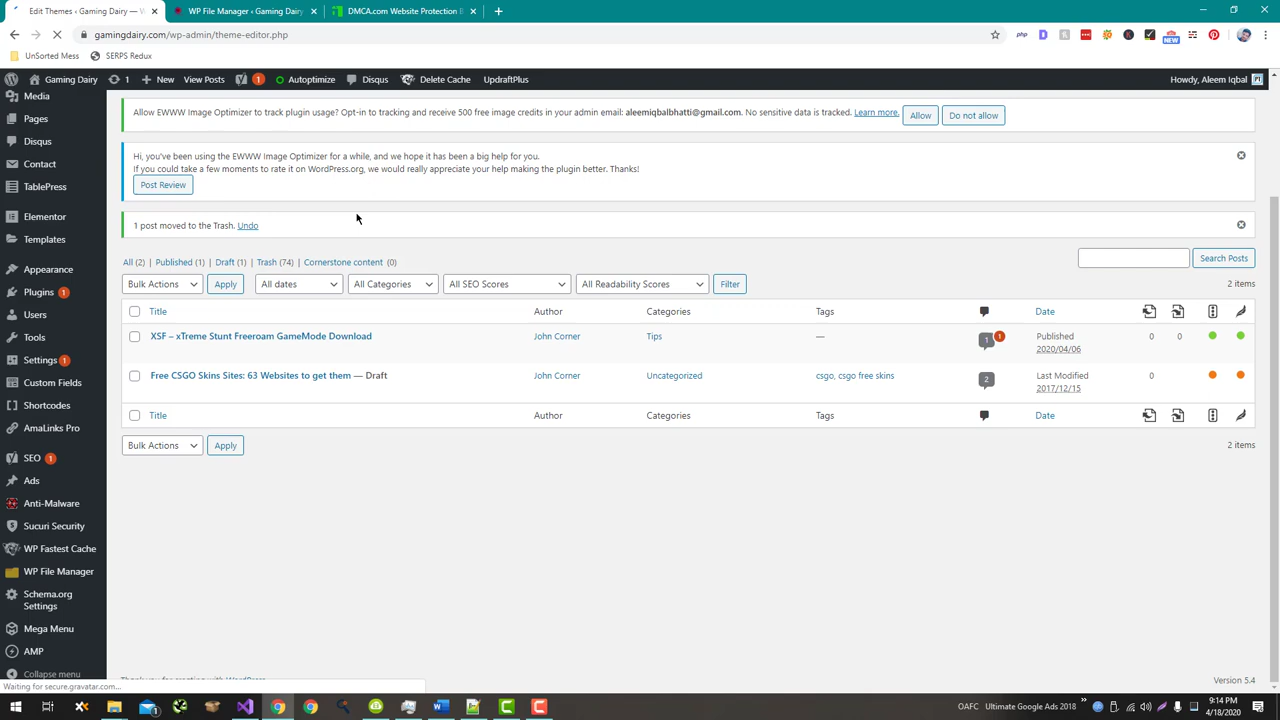 Edit Themes ‹ Gaming Dairy — W
WP File Manager ‹ Gaming Dairy
DMCA.com Website Protection B
gamingdairy.com/wp-admin/theme-editor.php
php
NEW
UnSorted Mess
SERPS Redux
Gaming Dairy
1
New
View Posts
1
Autoptimize
Disqus
Delete Cache
UpdraftPlus
Howdy, Aleem Iqbal
Media
Pages
Disqus
Contact
TablePress
Elementor
Templates
Appearance
Plugins 1
Users
Tools
Settings 1
Custom Fields
Shortcodes
AmaLinks Pro
SEO 1
Ads
Anti-Malware
Sucuri Security
WP Fastest Cache
WP File Manager
Schema.org
Settings
Mega Menu
AMP
Collapse menu
Allow EWWW Image Optimizer to track plugin usage? Opt-in to tracking and receive 500 free image credits in your admin email: aleemiqbalbhatti@gmail.com. No sensitive data is tracked. Learn more. Allow Do not allow
Hi, you've been using the EWWW Image Optimizer for a while, and we hope it has been a big help for you.
If you could take a few moments to rate it on WordPress.org, we would really appreciate your help making the plugin better. Thanks!
Post Review
1 post moved to the Trash. Undo
All (2) Published (1) Draft (1) Trash (74) Cornerstone content (0)
Search Posts
Bulk Actions Apply All dates All Categories All SEO Scores All Readability Scores Filter
2 items
Title Author Categories Tags Date
XSF – xTreme Stunt Freeroam GameMode Download John Corner Tips — 1 1 Published 0 0
2020/04/06
Free CSGO Skins Sites: 63 Websites to get them — Draft John Corner Uncategorized csgo, csgo free skins 2 Last Modified 0
2017/12/15
Title Author Categories Tags Date
Bulk Actions Apply
2 items
Thank you for creating with WordPress.
Version 5.4
Waiting for secure.gravatar.com...
OAFC
Ultimate Google Ads 2018
9:14 PM
4/18/2020